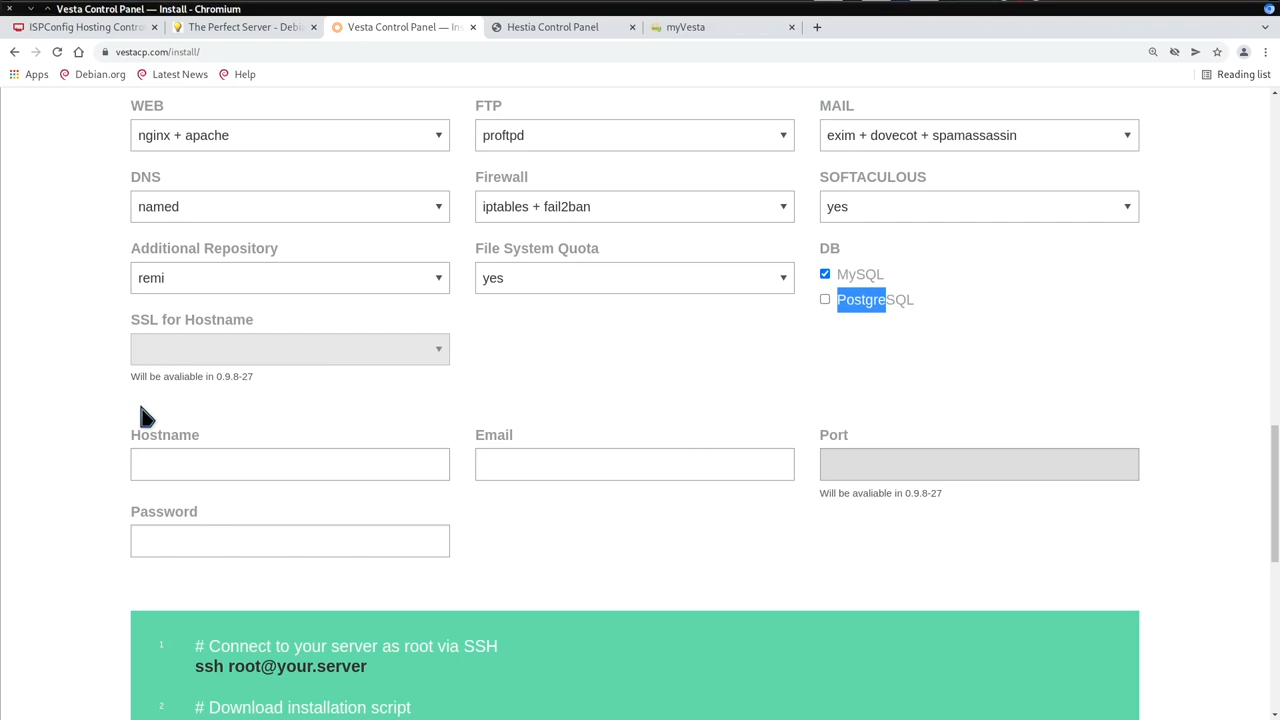 Vesta Control Panel — Install - Chromium
ISPConfig Hosting Contro
The Perfect Server - Debi
Vesta Control Panel — Ins
Hestia Control Panel
myVesta
vestacp.com/install/
Apps
Debian.org
Latest News
Help
Reading list
WEB
FTP
MAIL
nginx + apache
proftpd
exim + dovecot + spamassassin
DNS
Firewall
SOFTACULOUS
named
iptables + fail2ban
yes
Additional Repository
File System Quota
DB
remi
yes
MySQL
PostgreSQL
SSL for Hostname
Will be avaliable in 0.9.8-27
Hostname
Email
Port
Will be avaliable in 0.9.8-27
Password
1 # Connect to your server as root via SSH
ssh root@your.server
2 # Download installation script